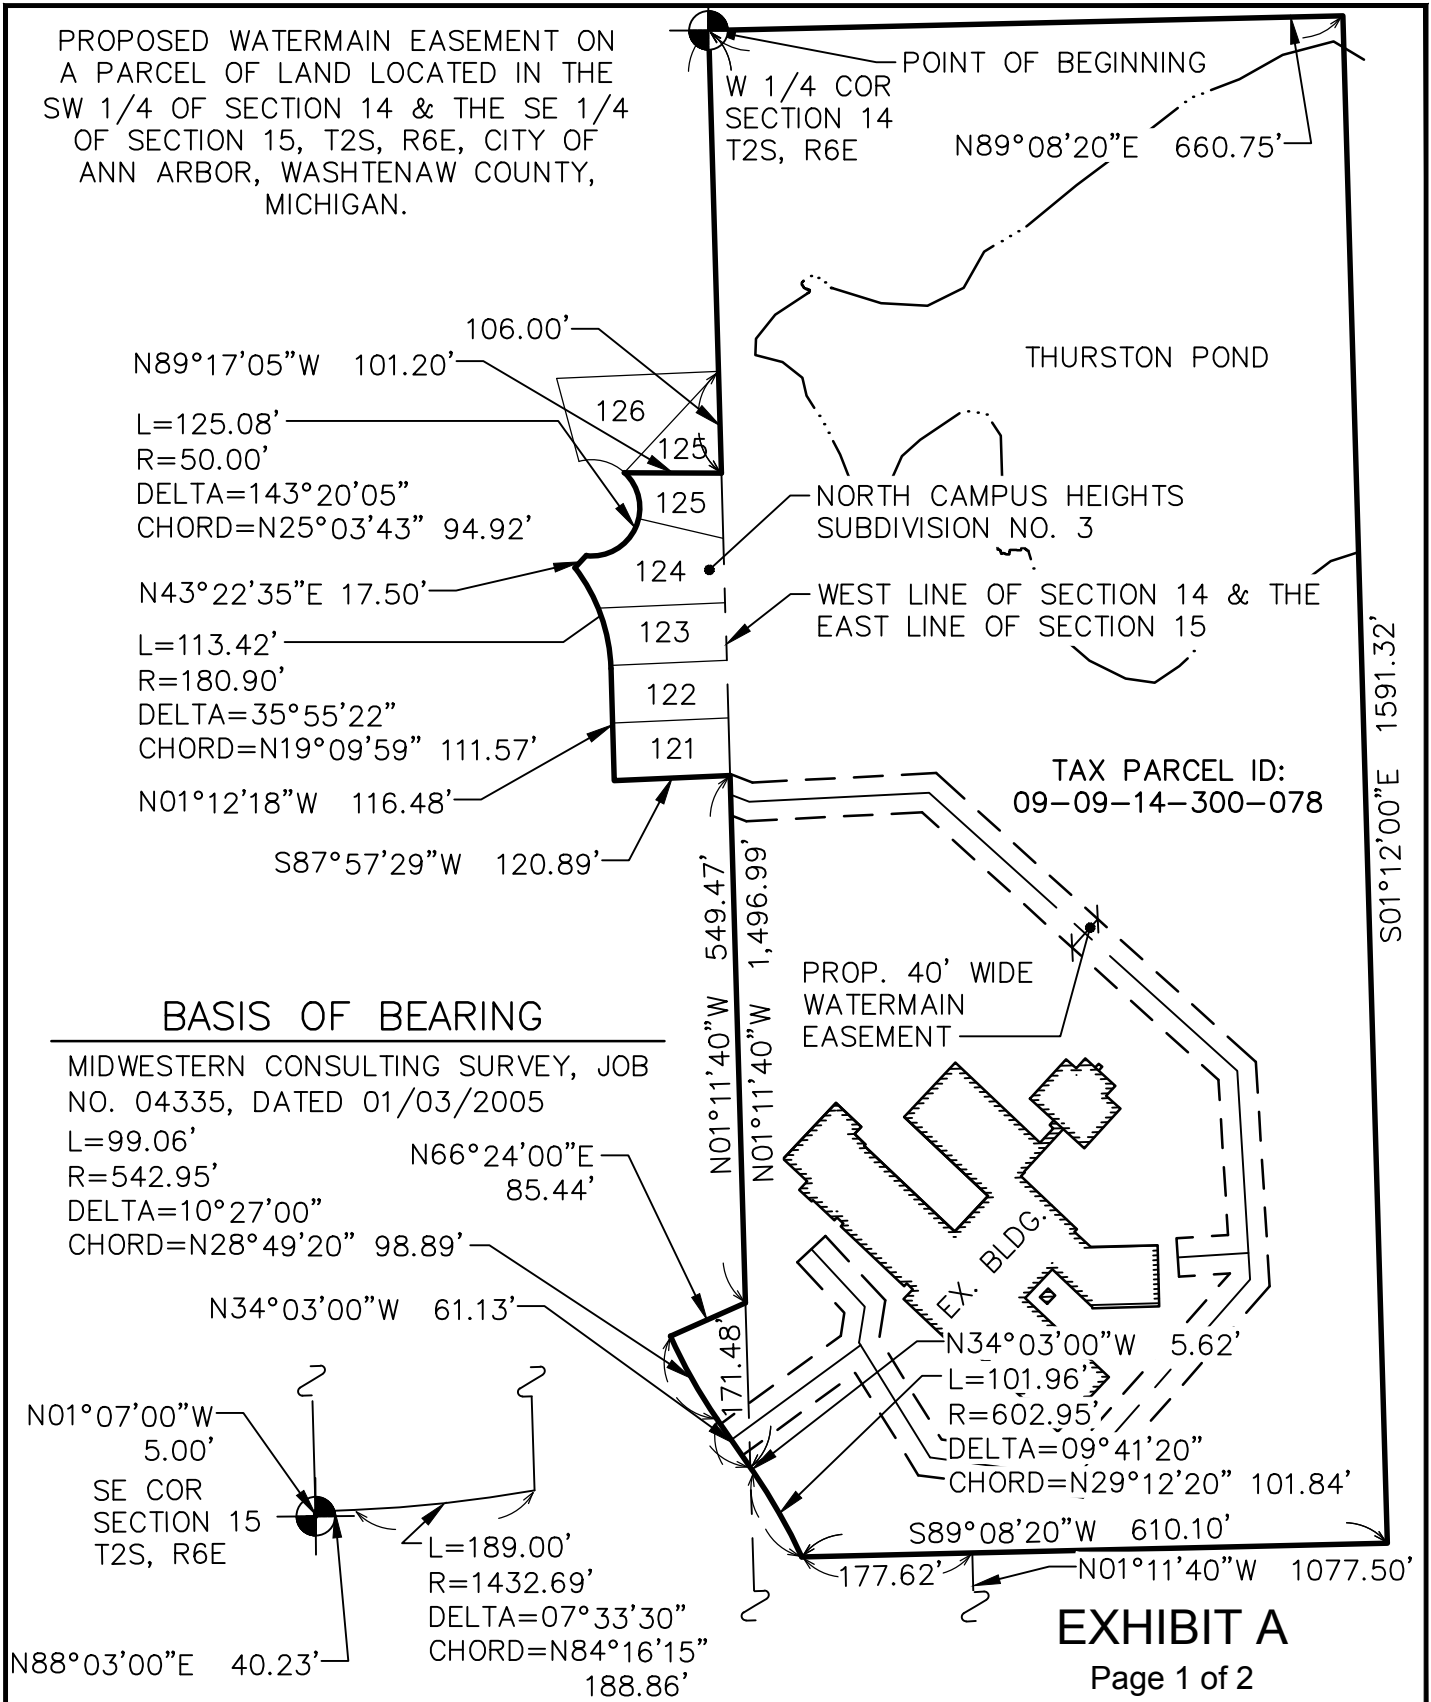 PROPOSED WATERMAIN EASEMENT ON
A PARCEL OF LAND LOCATED IN THE
SW 1/4 OF SECTION 14 & THE SE 1/4
OF SECTION 15, T2S, R6E, CITY OF
ANN ARBOR, WASHTENAW COUNTY,
MICHIGAN.
POINT OF BEGINNING
W 1/4 COR
SECTION 14
T2S, R6E
N89°08'20"E 660.75'
106.00'
N89°17'05"W 101.20'
THURSTON POND
126
125
L=125.08'
R=50.00'
DELTA=143°20'05"
CHORD=N25°03'43" 94.92'
125
NORTH CAMPUS HEIGHTS
SUBDIVISION NO. 3
124
N43°22'35"E 17.50'
WEST LINE OF SECTION 14 & THE
EAST LINE OF SECTION 15
123
L=113.42'
R=180.90'
DELTA=35°55'22"
CHORD=N19°09'59" 111.57'
122
121
S01°12'00"E 1591.32'
TAX PARCEL ID:
09-09-14-300-078
N01°12'18"W 116.48'
S87°57'29"W 120.89'
N01°11'40"W 549.47'
N01°11'40"W 1,496.99'
PROP. 40' WIDE
WATERMAIN
EASEMENT
BASIS OF BEARING
MIDWESTERN CONSULTING SURVEY, JOB
NO. 04335, DATED 01/03/2005
L=99.06'
R=542.95'
DELTA=10°27'00"
CHORD=N28°49'20" 98.89'
N66°24'00"E
85.44'
EX. BLDG.
N34°03'00"W 61.13'
171.48'
N34°03'00"W 5.62'
L=101.96'
R=602.95'
DELTA=09°41'20"
CHORD=N29°12'20" 101.84'
N01°07'00"W
5.00'
SE COR
SECTION 15
T2S, R6E
S89°08'20"W 610.10'
177.62'
N01°11'40"W 1077.50'
L=189.00'
R=1432.69'
DELTA=07°33'30"
CHORD=N84°16'15"
188.86'
N88°03'00"E 40.23'
EXHIBIT A
Page 1 of 2